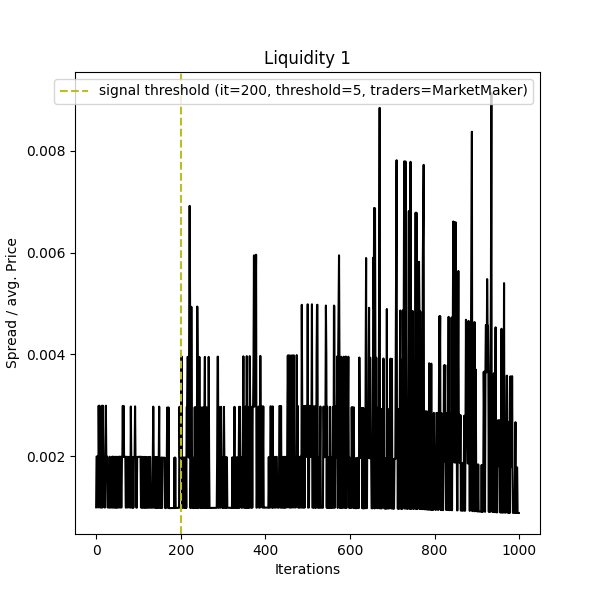 Liquidity 1
signal threshold (it=200, threshold=5, traders=MarketMaker)
0.008
0.006
0.004
0.002
Spread / avg. Price
0 200 400 600 800 1000
Iterations